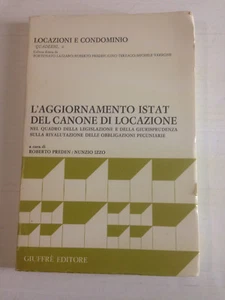 LOCAZIONI E CONDOMINIO
QUADERNI
L'AGGIORNAMENTO ISTAT
DEL CANONE DI LOCAZIONE
NEL QUADRO DELLA LEGISLAZIONE E DELLA GIURISPRUDENZA
SULLA RIVALUTAZIONE DELLE OBBLIGAZIONI PECUNIARIE
a cura di
ROBERTO PREDEN - NUNZIO IZZO
GIUFFRÈ EDITORE